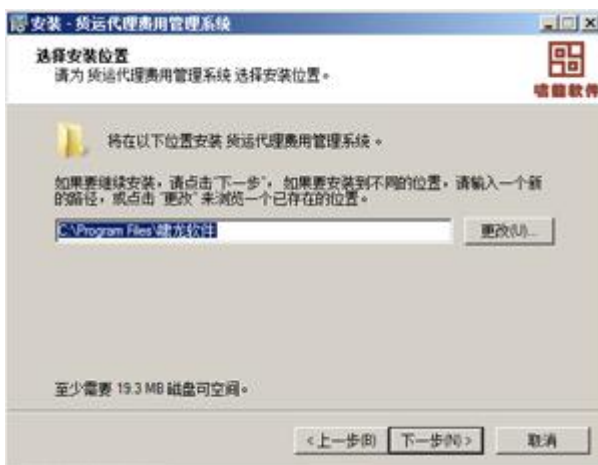 安装 - 货运代理费用管理系统
选择安装位置
请为 货运代理费用管理系统 选择安装位置。
将在以下位置安装 货运代理费用管理系统。
如果要继续安装，请点击"下一步"，如果要安装到不同的位置，请输入一个新
的路径，或点击 "更改" 来浏览一个已存在的位置。
C:\Program Files\建龙软件
更改(U)...
至少需要 19.3 MB 磁盘可空间。
<上一步(B)
下一步(N)>
取消